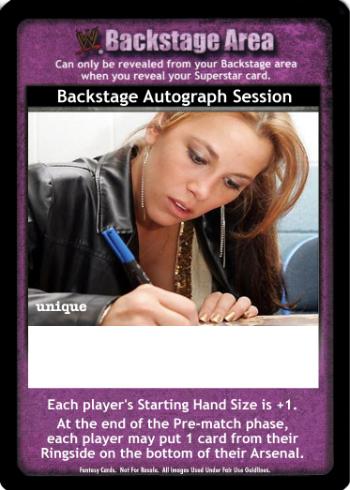 W Backstage Area
Can only be revealed from your Backstage area
when you reveal your Superstar card.
Backstage Autograph Session
unique
Each player's Starting Hand Size is +1.
At the end of the Pre-match phase,
each player may put 1 card from their
Ringside on the bottom of their Arsenal.
Fantasy Cards. Not For Resale. All Images Used Under Fair Use Guidlines.